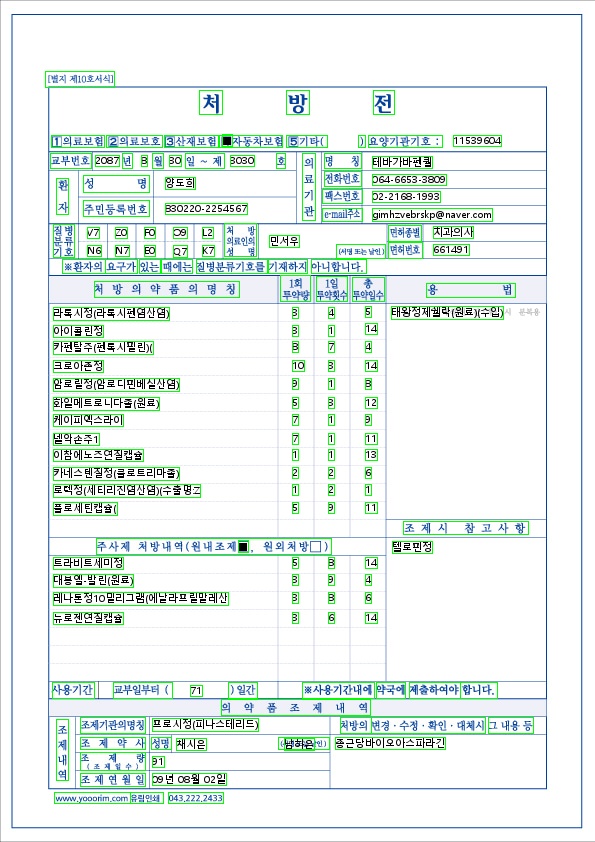 [별지 제10호서식]
처 방 전
1 의료보험 2 의료보호 3 산재보험 ■자동차보험 5 기타( ) 요양기관기호 : 11539604
교부번호 2087 년 8 월 30 일 ~ 제 3030 호
환자
성 명 양도희
주민등록번호 830220-2254567
의료기관
명 칭 테바가바펜퀼
전화번호 064-6653-3809
팩스번호 02-2168-1993
e-mail주소 gimhzvebrskp@naver.com
질병분류기호
V7 Z0 F0 O9 L2
N6 N7 E0 Q7 K7
처 방 의료인의 성 명 민서우 (서명 또는 날인)
면허종별 치과의사
면허번호 661491
※환자의 요구가 있는 때에는 질병분류기호를 기재하지 아니합니다.
처 방 의 약 품 의 명 칭 1회 투약량 1일 투약횟수 총 투약일수 용 법
라록시정(라록시펜염산염) 3 4 5
아이콜린정 3 1 14
카펜탈주(펜톡시필린)( 8 7 4
크로아존정 10 3 14
암로릴정(암로디핀베실산염) 9 1 8
화일메트로니다졸(원료) 5 3 12
케이피엑스라이 7 1 9
넬악손주1 7 1 11
이참에노즈연질캡슐 1 1 13
카네스텐질정(클로트리마졸) 2 2 6
로텍정(세티리진염산염)(수출명:Z 1 2 1
플로세틴캡슐( 5 9 11
태왕정제펠락(원료)(수입) 시 분복용
조 제 시 참 고 사 항
텔로핀정
주사제 처방내역(원내조제■, 원외처방□)
트라비트세미정 5 8 14
대봉엘-발린(원료) 3 9 4
레나톤정10밀리그램(에날라프릴말레산 3 8 6
뉴로젠연질캡슐 3 6 14
사용기간 교부일부터 ( 71 ) 일간 ※사용기간내에 약국에 제출하여야 합니다.
의 약 품 조 제 내 역
조제내역
조제기관의명칭 프로시정(피나스테리드) 처방의 변경 · 수정 · 확인 · 대체시 그 내용 등
조 제 약 사 성명 채시은 남하은 종근당바이오아스파라긴
조 제 량 (조제일수) 91
조 제 연 월 일 09년 08월 02일
www.yooorim.com 유림인쇄 043.222.2433